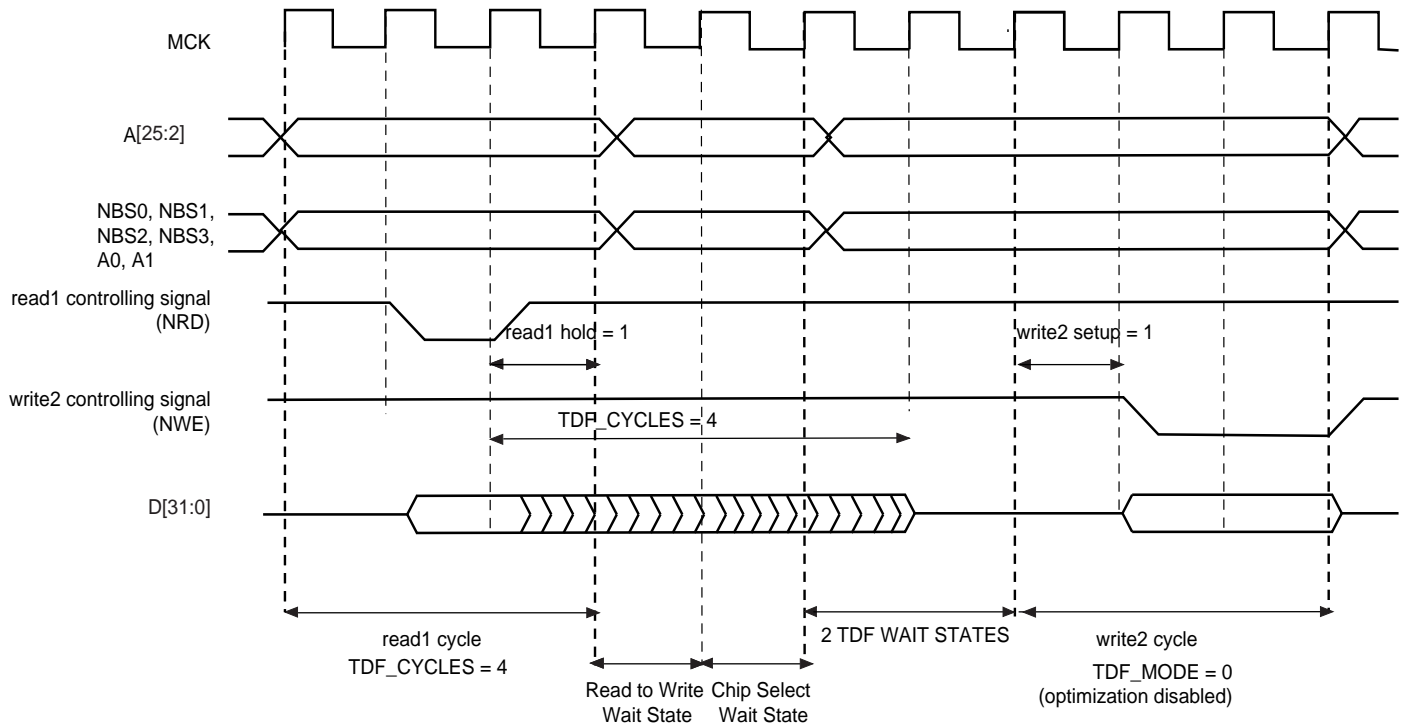 MCK
A[25:2]
NBS0, NBS1,
NBS2, NBS3,
A0, A1
read1 controlling signal
(NRD)
read1 hold = 1
write2 setup = 1
write2 controlling signal
(NWE)
TDF_CYCLES = 4
D[31:0]
read1 cycle
TDF_CYCLES = 4
2 TDF WAIT STATES
write2 cycle
TDF_MODE = 0
(optimization disabled)
Read to Write
Wait State
Chip Select
Wait State